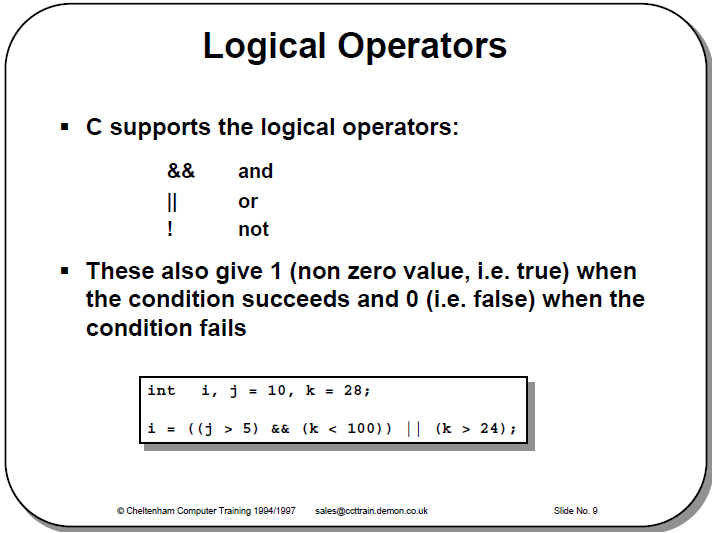 Logical Operators
▪ C supports the logical operators:
&& and
|| or
! not
▪ These also give 1 (non zero value, i.e. true) when
the condition succeeds and 0 (i.e. false) when the
condition fails
int i, j = 10, k = 28;
i = ((j > 5) && (k < 100)) || (k > 24);
© Cheltenham Computer Training 1994/1997 sales@ccttrain.demon.co.uk Slide No. 9